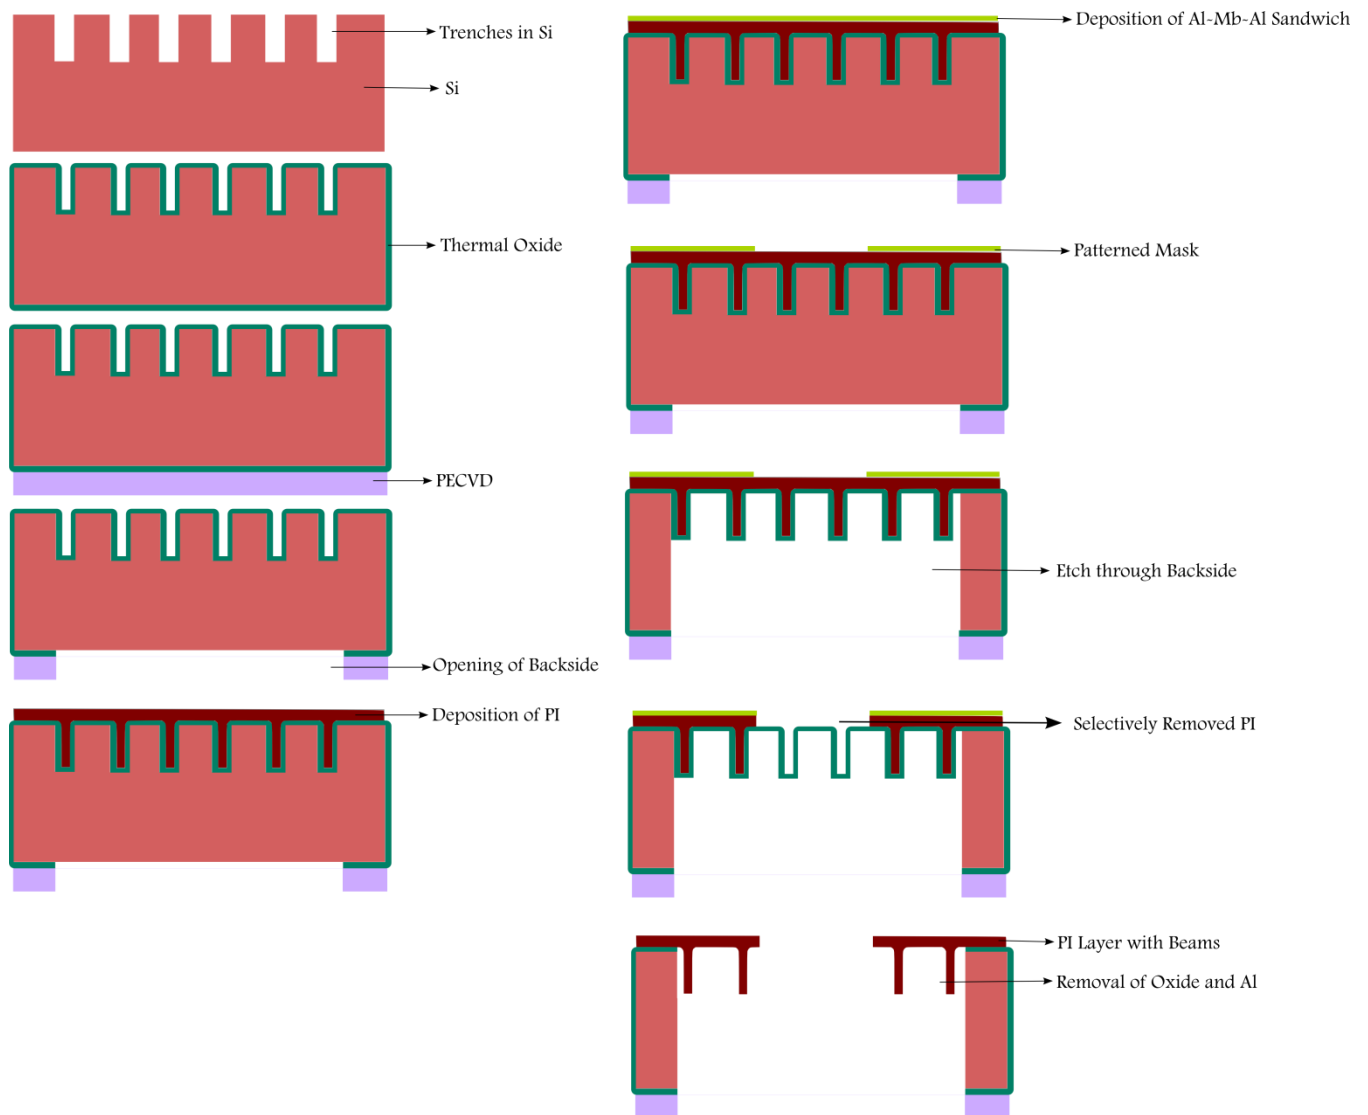 Trenches in Si
Si
Thermal Oxide
PECVD
Opening of Backside
Deposition of PI
Deposition of Al-Mb-Al Sandwich
Patterned Mask
Etch through Backside
Selectively Removed PI
PI Layer with Beams
Removal of Oxide and Al